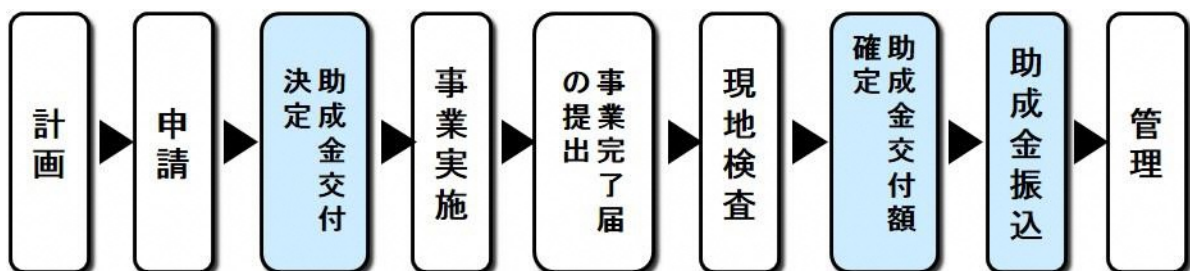 計画
申請
助成金交付
決定
事業実施
事業完了届
の提出
現地検査
助成金交付額
確定
助成金振込
管理